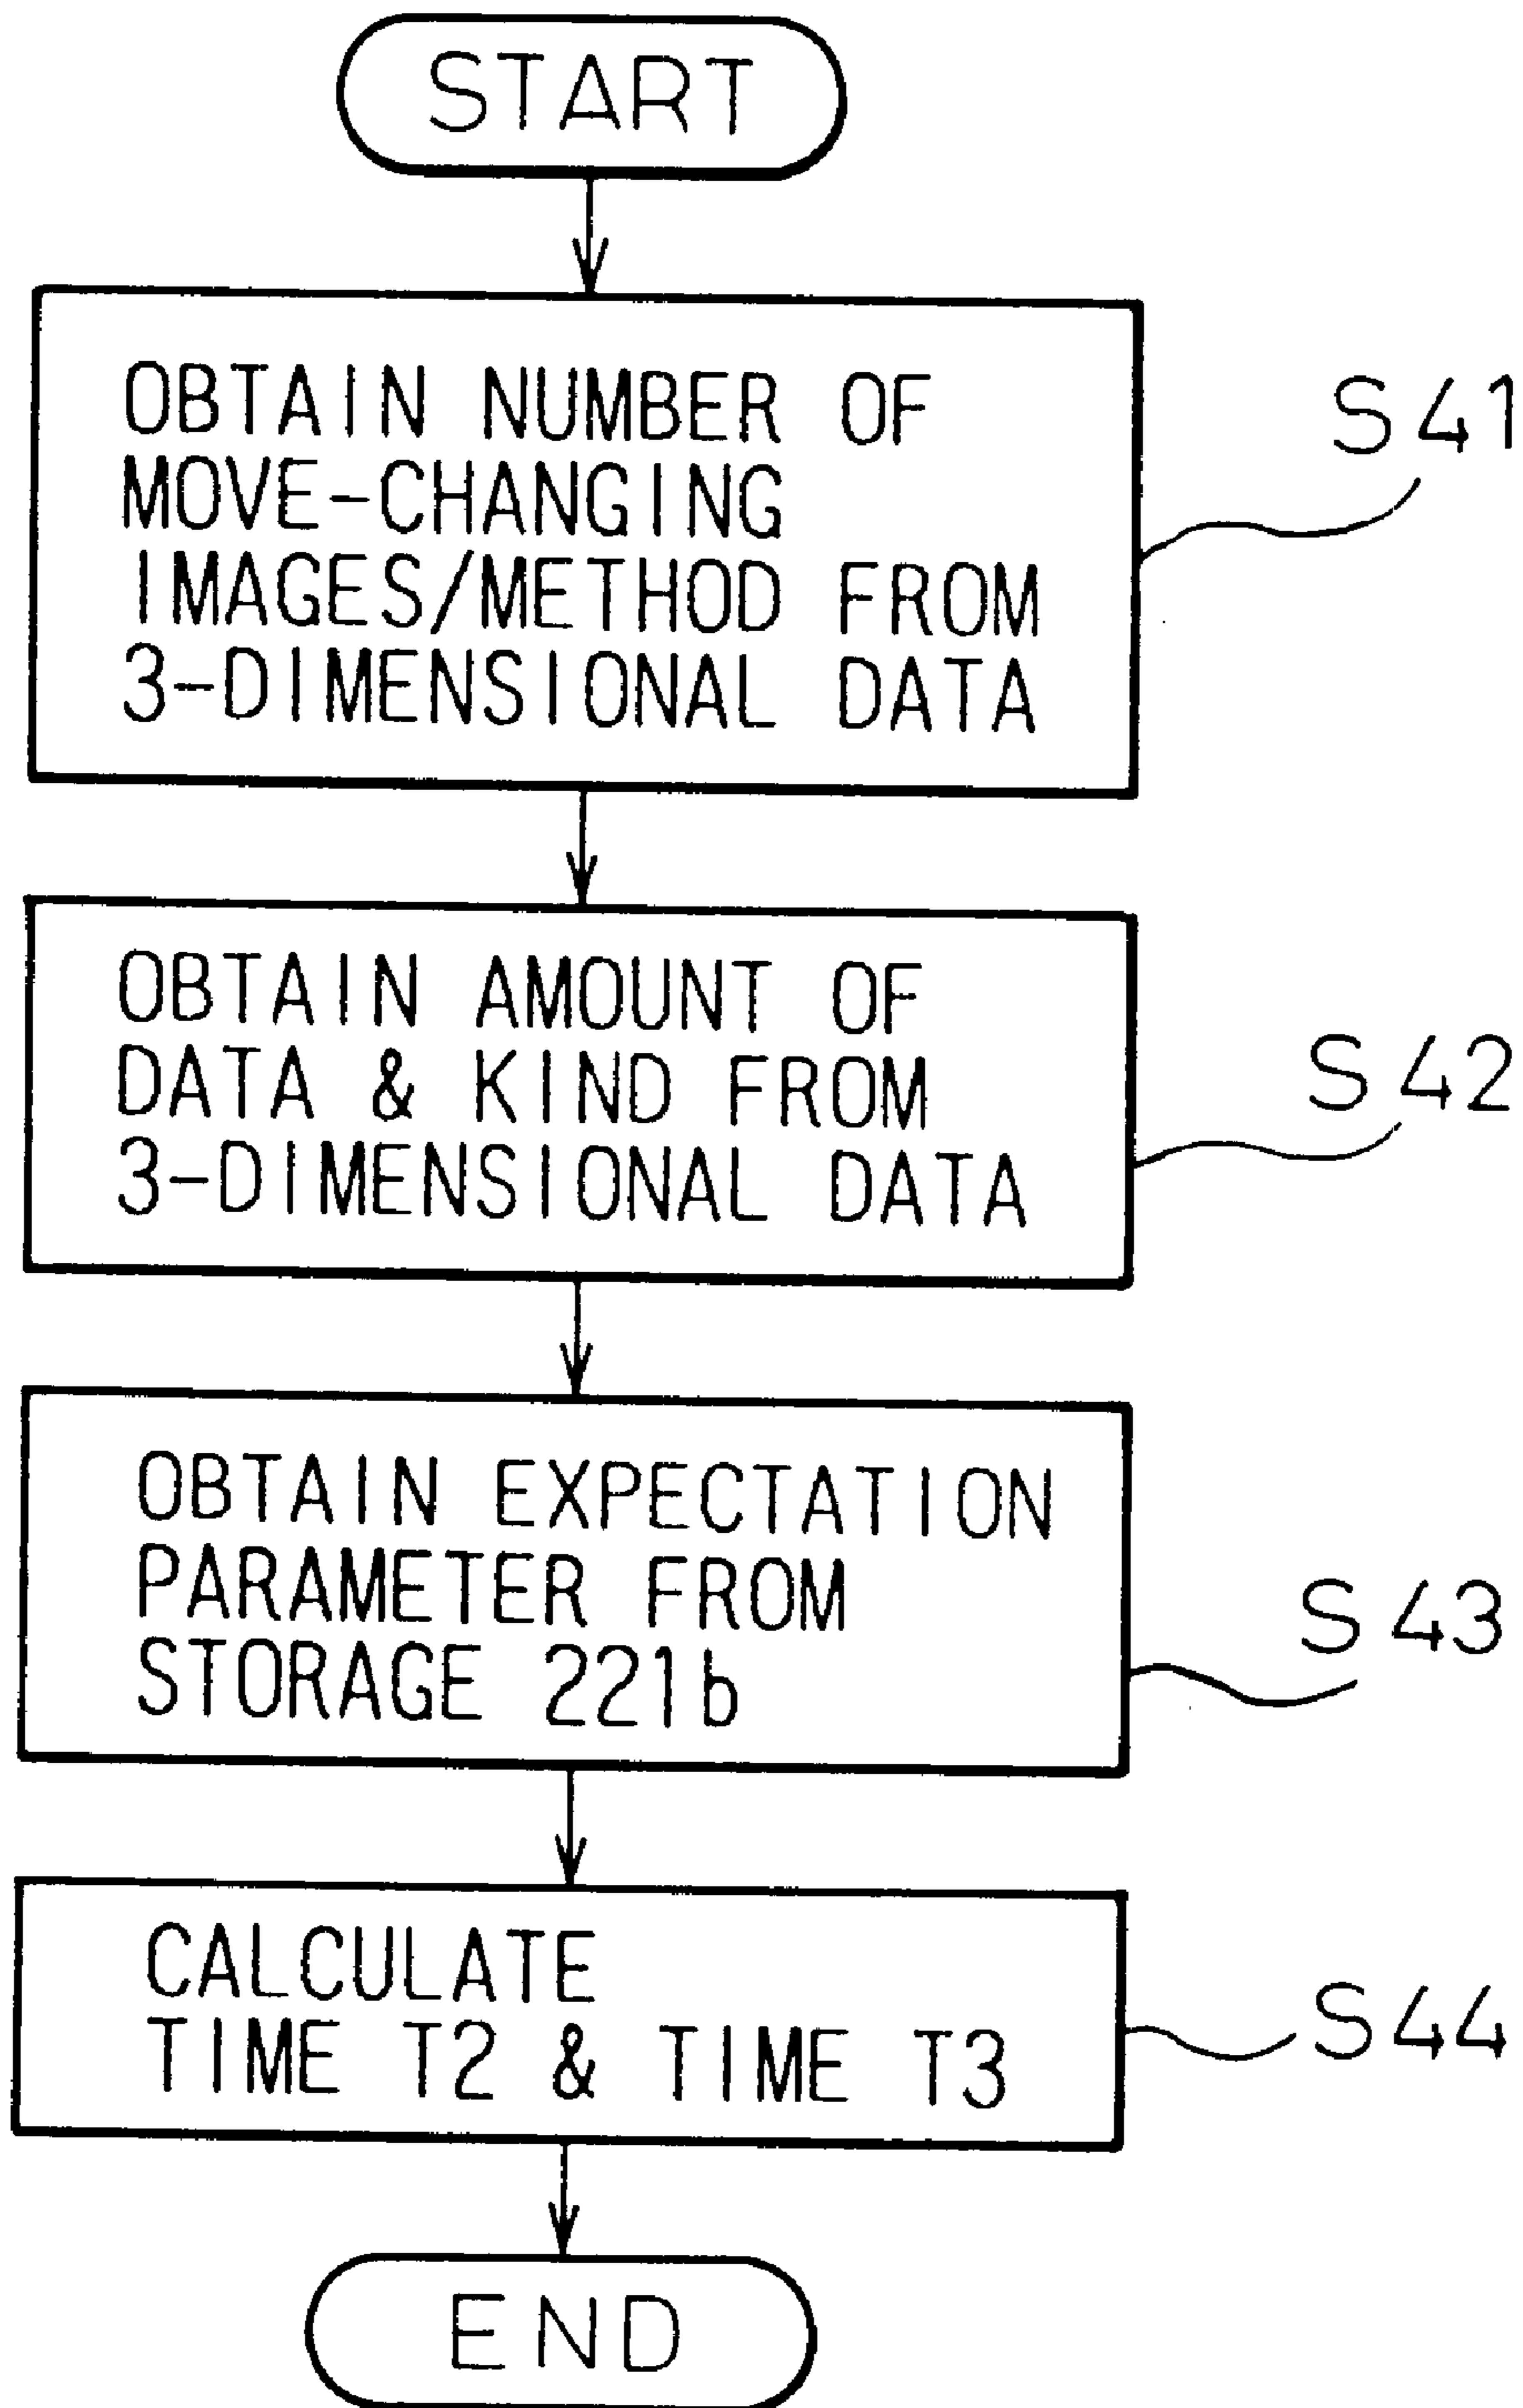 START
OBTAIN NUMBER OF
MOVE-CHANGING
IMAGES/METHOD FROM
3-DIMENSIONAL DATA
S41
OBTAIN AMOUNT OF
DATA & KIND FROM
3-DIMENSIONAL DATA
S42
OBTAIN EXPECTATION
PARAMETER FROM
STORAGE 221b
S43
CALCULATE
TIME T2 & TIME T3
S44
END